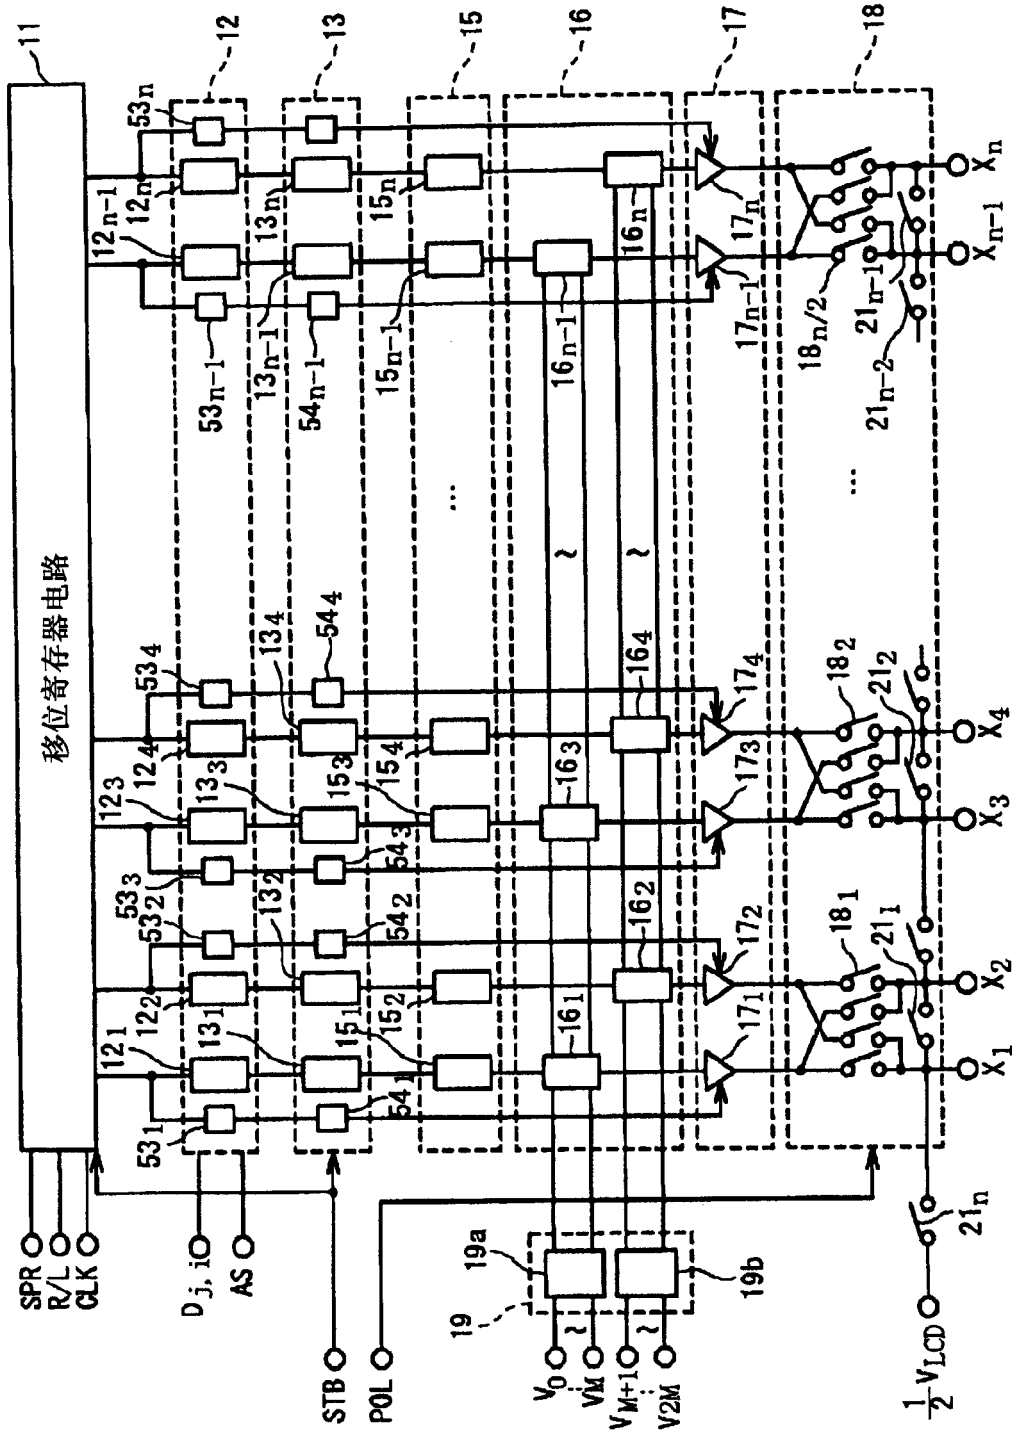 11
12
13
15
16
17
18
移位寄存器电路
53n
12n
12n-1
13n
15n
16n
17n
Xn
53n-1
13n-1
54n-1
15n-1
16n-1
17n-1
18n/2
21n-1
21n-2
Xn-1
...
...
534
544
124
134
154
164
174
182
212
X4
123
133
153
163
173
533
543
X3
532
542
122
132
152
162
172
181
211
X2
121
131
151
161
171
531
541
X1
SPR
R/L
CLK
Dj,i
AS
STB
POL
19
19a
19b
V0
...
VM
VM+1
...
V2M
21n
1/2 VLCD